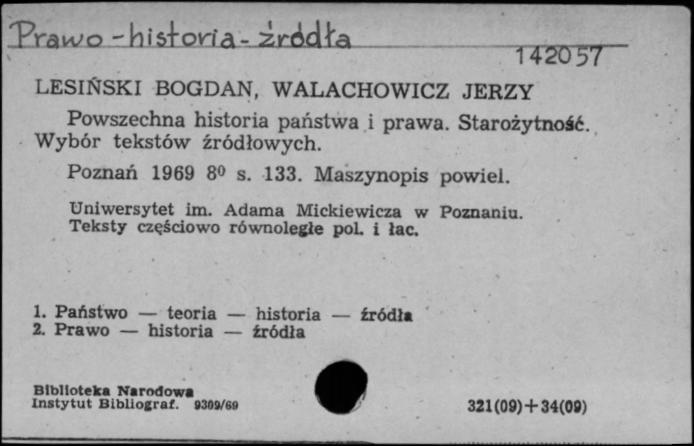 Prawo - historia - źródła
142057
LESIŃSKI BOGDAN, WALACHOWICZ JERZY
Powszechna historia państwa i prawa. Starożytność.
Wybór tekstów źródłowych.
Poznań 1969 8⁰ s. 133. Maszynopis powiel.
Uniwersytet im. Adama Mickiewicza w Poznaniu.
Teksty częściowo równoległe pol. i łac.
1. Państwo — teoria — historia — źródła
2. Prawo — historia — źródła
Biblioteka Narodowa
Instytut Bibliograf. 9309/69
321(09)+34(09)